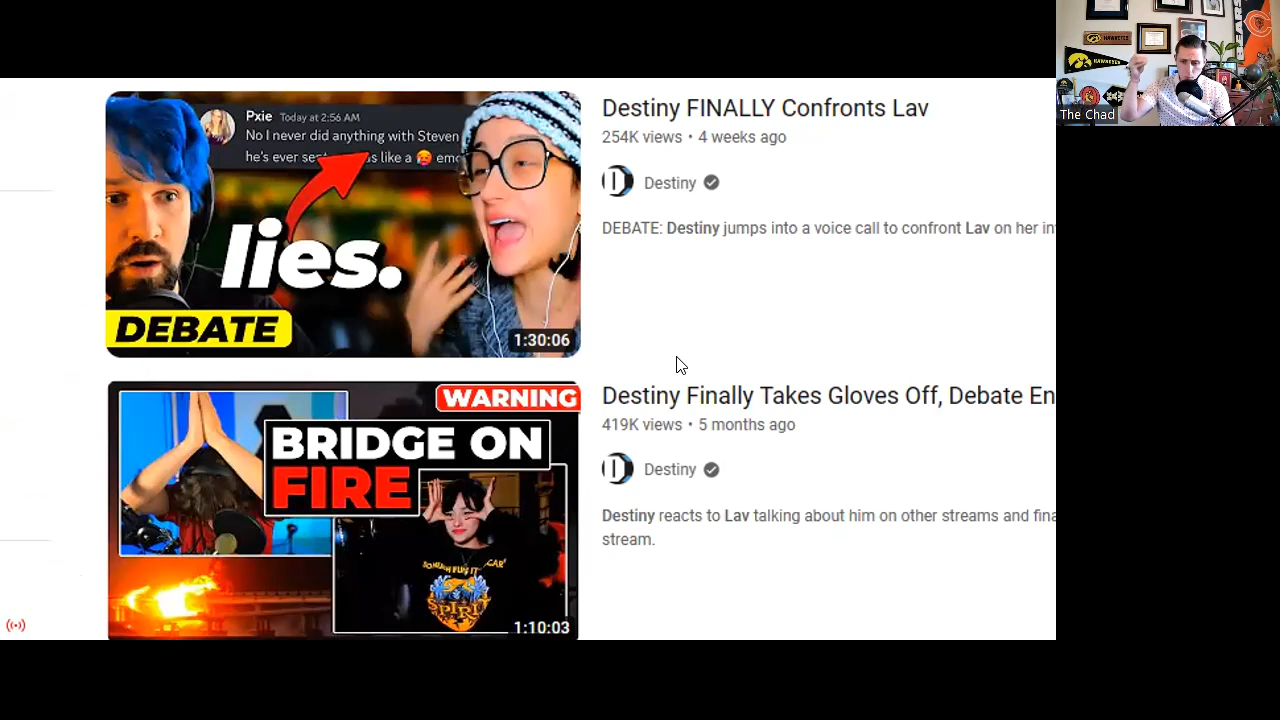 Pxie Today at 2:56 AM
No I never did anything with Steven
he's ever
like a
lies.
DEBATE
1:30:06
Destiny FINALLY Confronts Lav
254K views • 4 weeks ago
Destiny
DEBATE: Destiny jumps into a voice call to confront Lav on her in
WARNING
BRIDGE ON
FIRE
SPIRIT
1:10:03
Destiny Finally Takes Gloves Off, Debate En
419K views • 5 months ago
Destiny
Destiny reacts to Lav talking about him on other streams and fina
stream.
HAWKEYES
HAWKEYES
The Chad